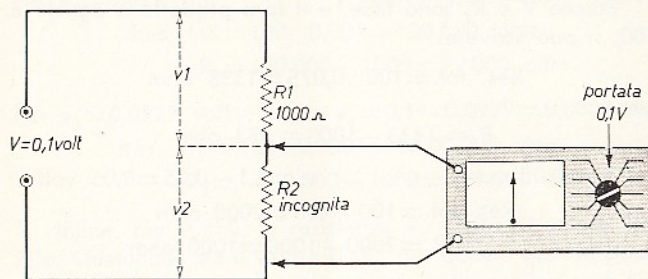 v1
R1
1000 Ω
portata
0,1V
V=0,1volt
R2
incognita
v2